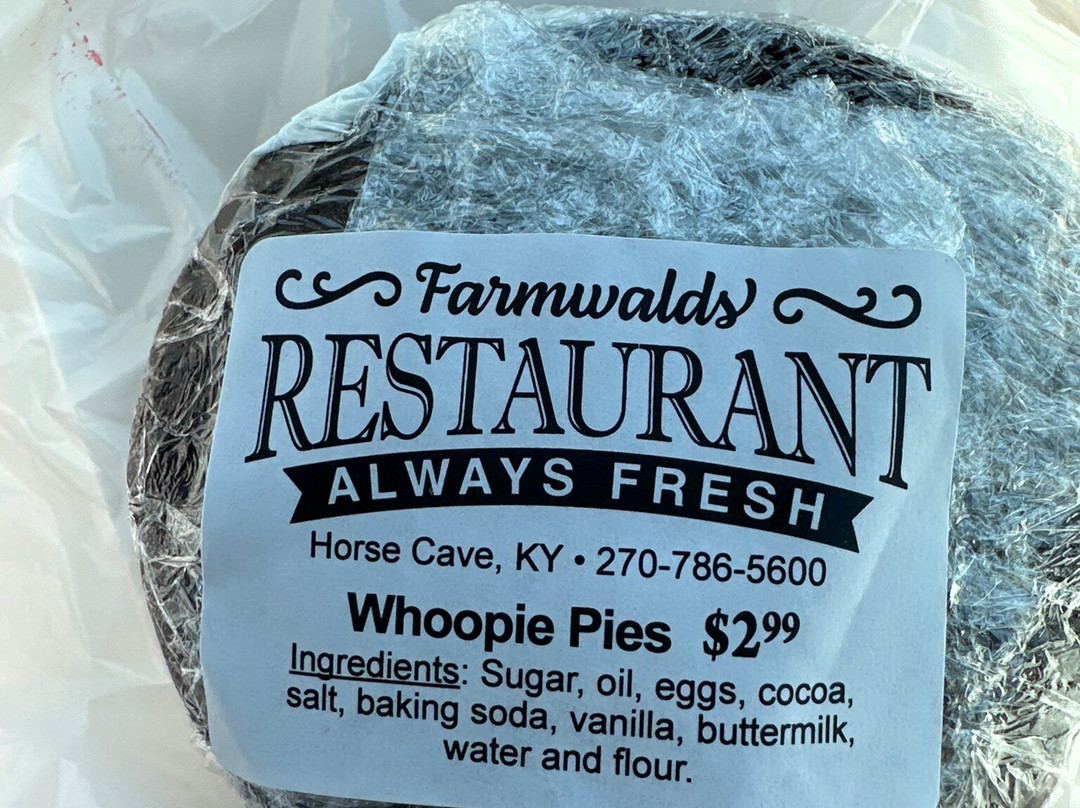 Farmwalds
RESTAURANT
ALWAYS FRESH
Horse Cave, KY • 270-786-5600
Whoopie Pies $2.99
Ingredients: Sugar, oil, eggs, cocoa,
salt, baking soda, vanilla, buttermilk,
water and flour.